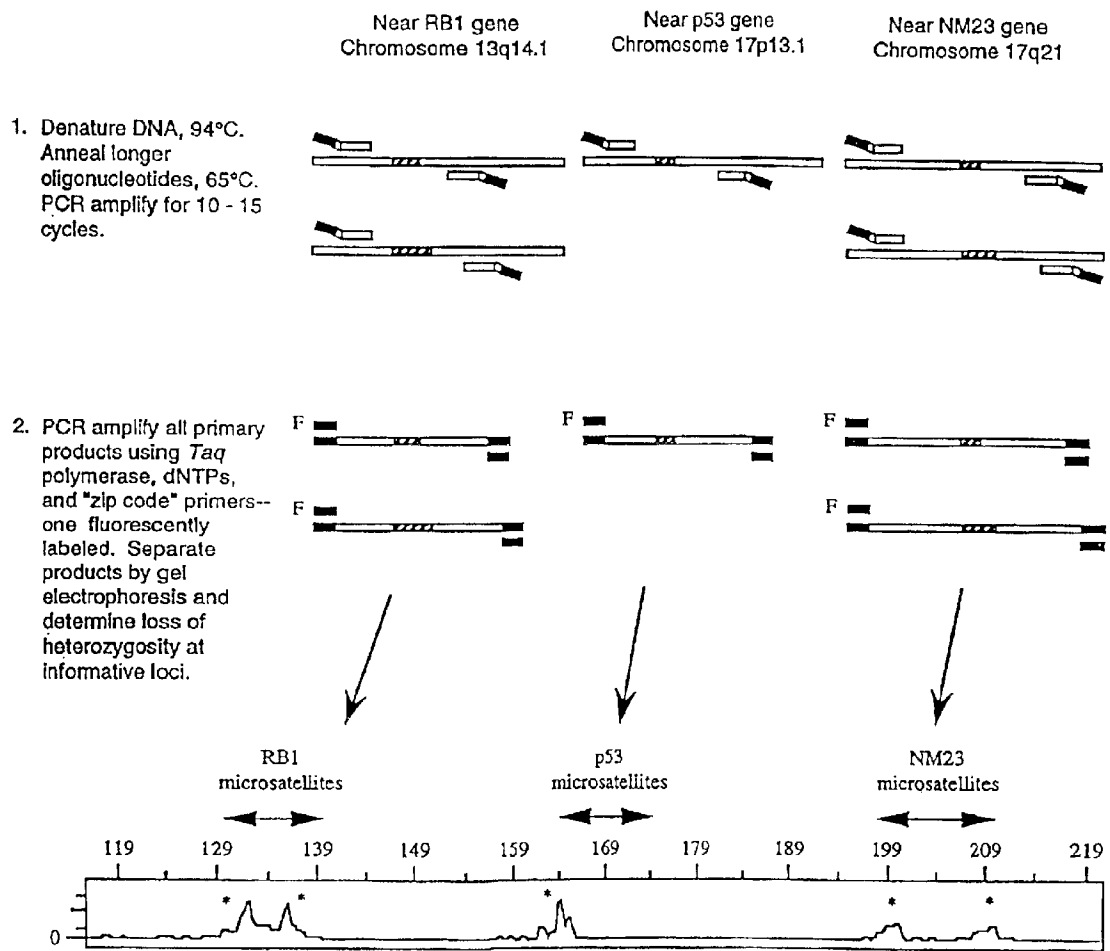 Near RB1 gene
Chromosome 13q14.1
Near p53 gene
Chromosome 17p13.1
Near NM23 gene
Chromosome 17q21
1. Denature DNA, 94°C.
Anneal longer
oligonucleotides, 65°C.
PCR amplify for 10 - 15
cycles.
2. PCR amplify all primary
products using Taq
polymerase, dNTPs,
and "zip code" primers--
one fluorescently
labeled. Separate
products by gel
electrophoresis and
determine loss of
heterozygosity at
informative loci.
F
F
F
F
F
RB1
microsatellites
p53
microsatellites
NM23
microsatellites
119 129 139 149 159 169 179 189 199 209 219
* * * * *
0